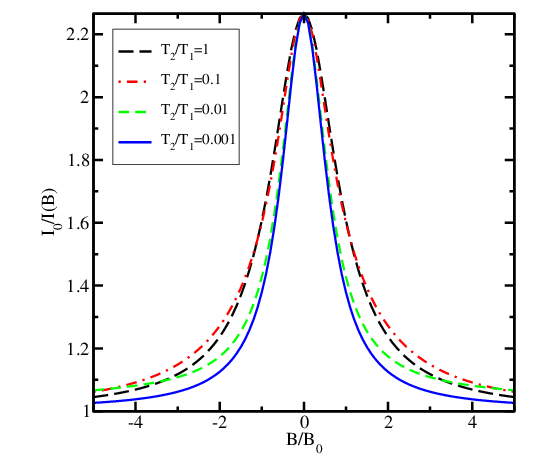 2.2
2
1.8
1.6
1.4
1.2
1
I₀/I(B)
T₂/T₁=1
T₂/T₁=0.1
T₂/T₁=0.01
T₂/T₁=0.001
-4 -2 0 2 4
B/B₀